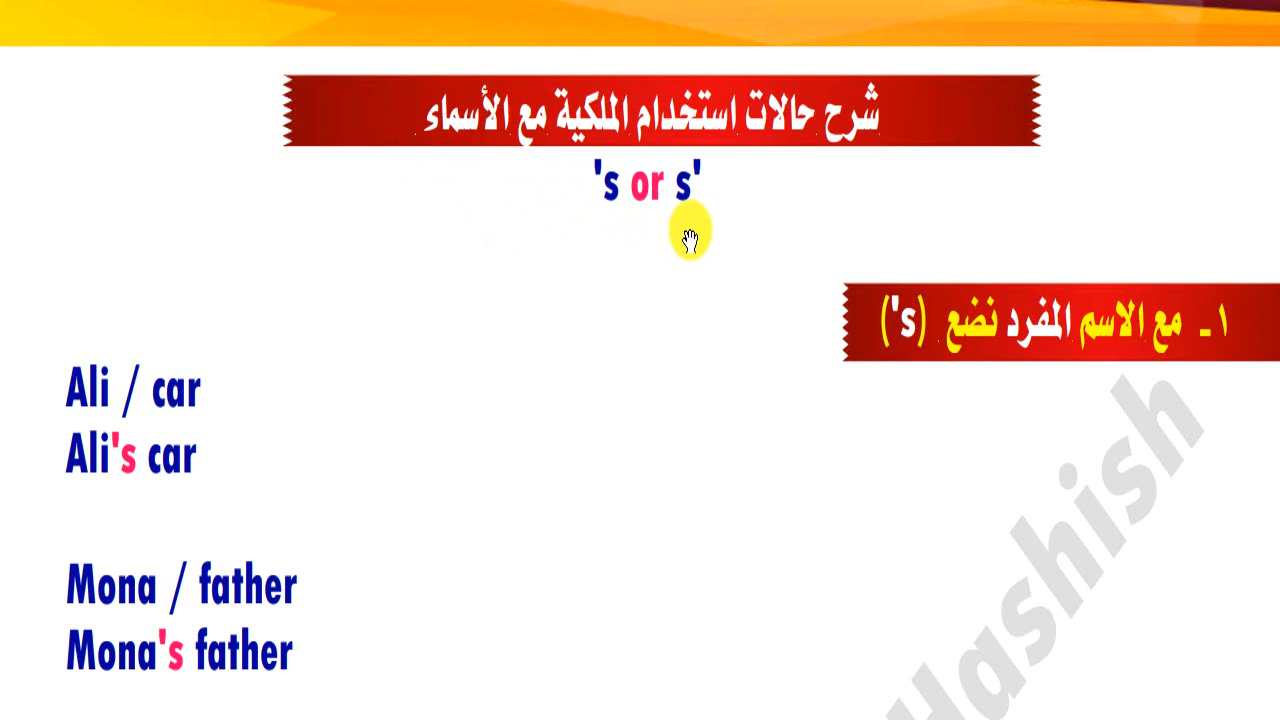 شرح حالات استخدام الملكية مع الأسماء
's or s'
١ـ مع الاسم المفرد نضع ('s)
Ali / car
Ali's car
Mona / father
Mona's father
Hashish